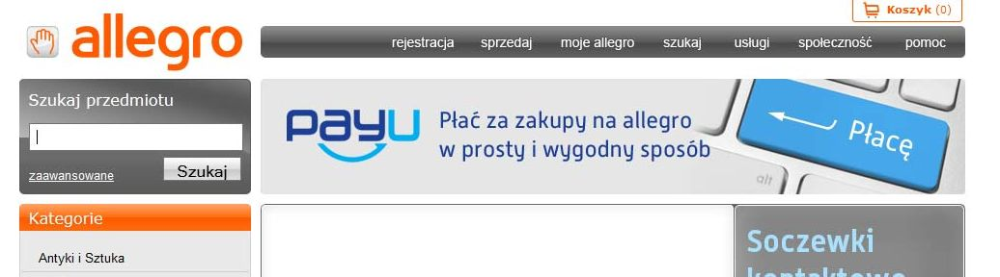 Koszyk (0)
allegro
rejestracja sprzedaj moje allegro szukaj usługi społeczność pomoc
Szukaj przedmiotu
zaawansowane Szukaj
Kategorie
Antyki i Sztuka
PayU
Płać za zakupy na allegro
w prosty i wygodny sposób
Płacę
alt
Soczewki
kontaktowe